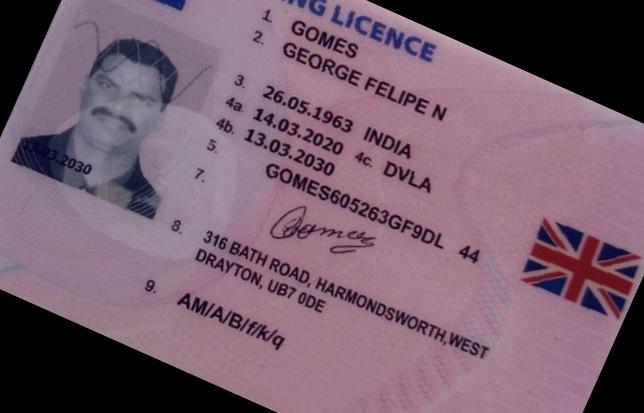 NG LICENCE
1. GOMES
2. GEORGE FELIPE N
3. 26.05.1963 INDIA
4a. 14.03.2020 4c. DVLA
4b. 13.03.2030
5. GOMES605263GF9DL 44
7. Gomes
8. 316 BATH ROAD, HARMONDSWORTH,WEST
DRAYTON, UB7 0DE
9. AM/A/B/f/k/q
13.03.2030